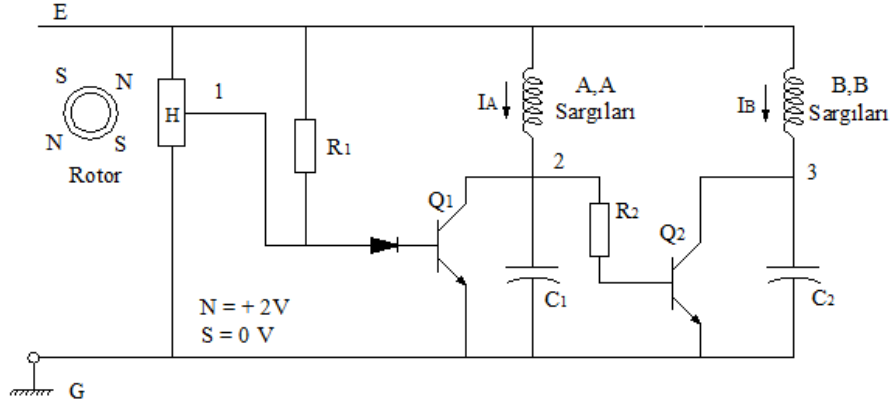 E
S
N
N
S
Rotor
H
1
R1
N = + 2V
S = 0 V
Q1
IA
A,A
Sargıları
2
C1
R2
Q2
IB
B,B
Sargıları
3
C2
G